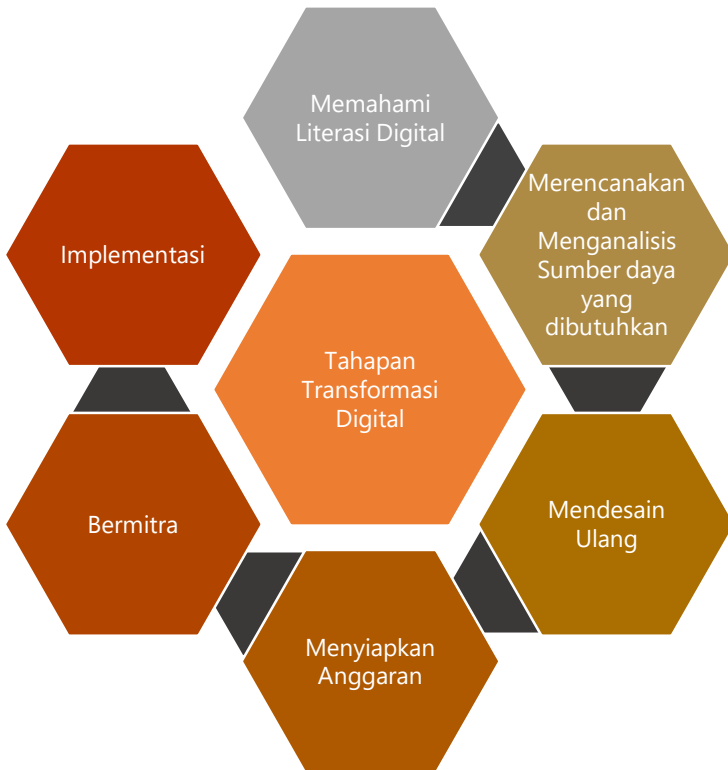 Memahami
Literasi Digital
Merencanakan
dan
Menganalisis
Sumber daya
yang
dibutuhkan
Implementasi
Tahapan
Transformasi
Digital
Mendesain
Ulang
Bermitra
Menyiapkan
Anggaran